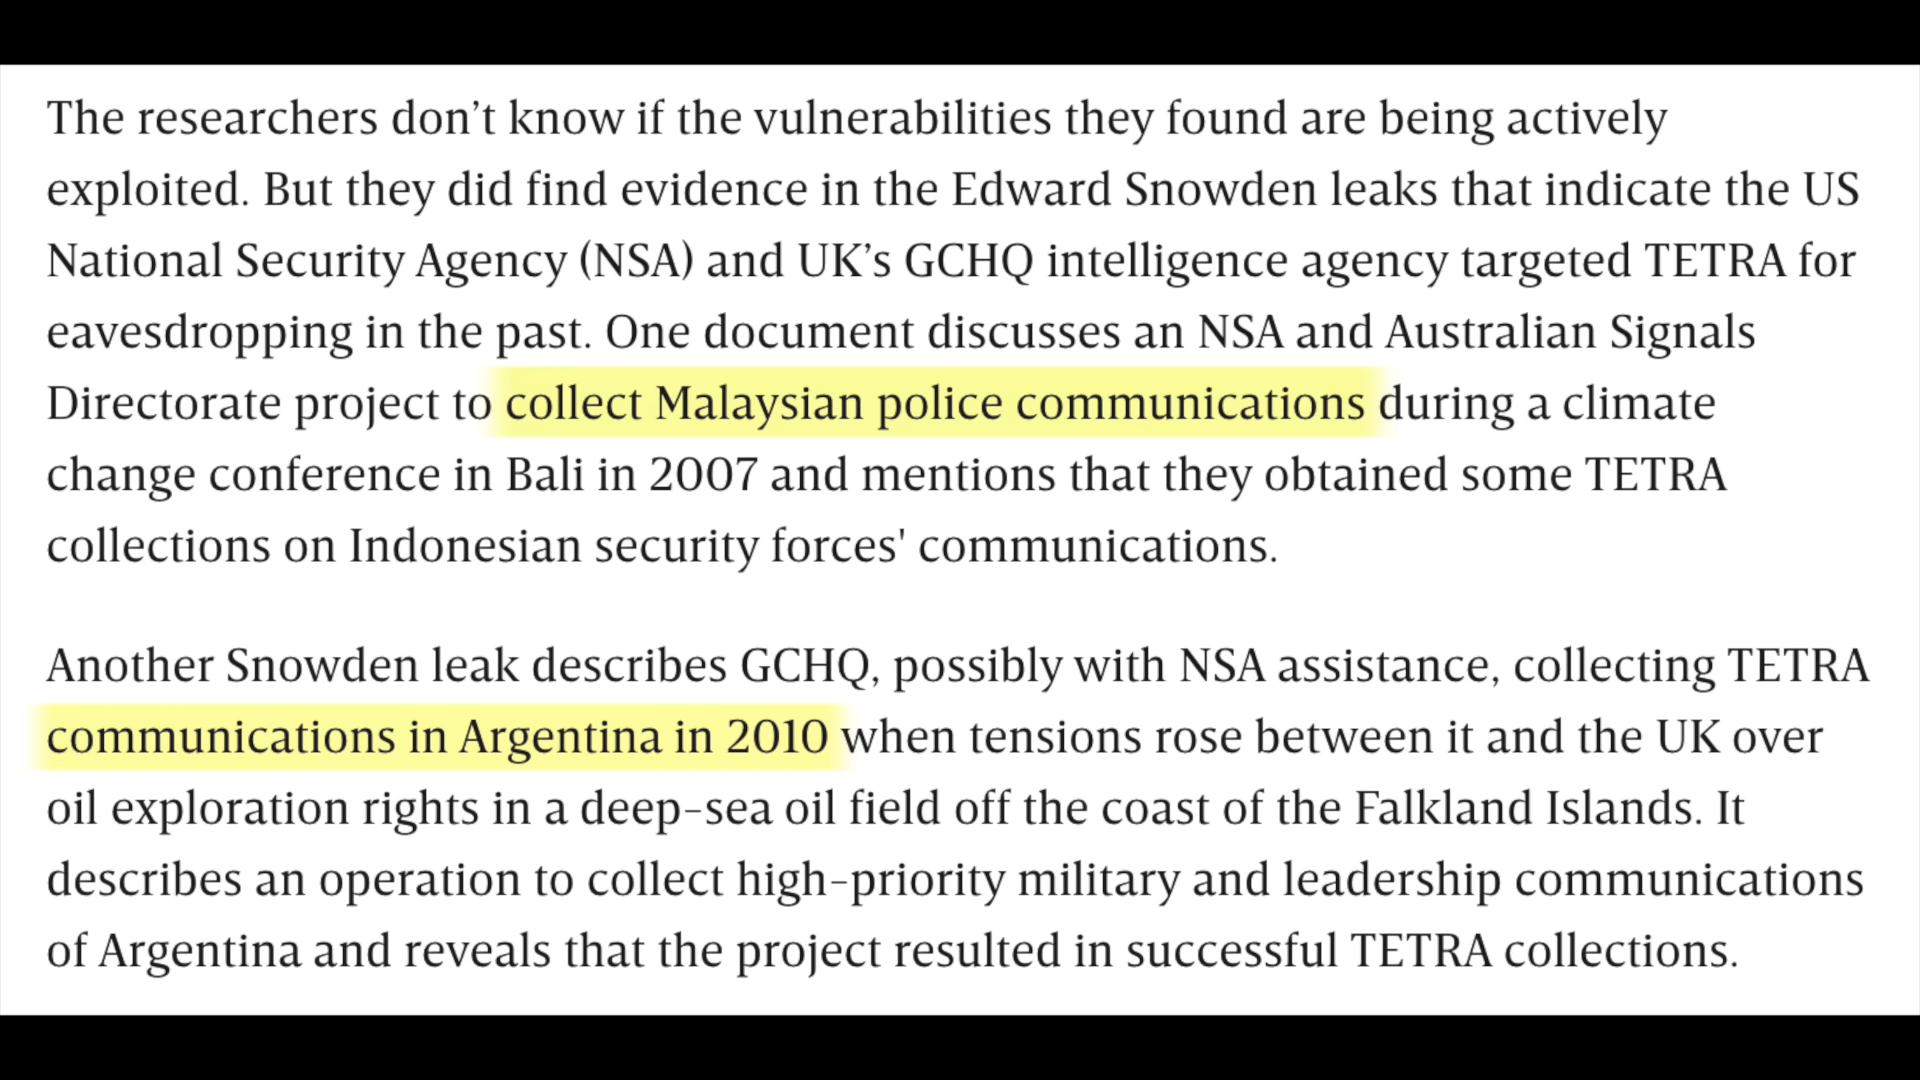 The researchers don’t know if the vulnerabilities they found are being actively
exploited. But they did find evidence in the Edward Snowden leaks that indicate the US
National Security Agency (NSA) and UK’s GCHQ intelligence agency targeted TETRA for
eavesdropping in the past. One document discusses an NSA and Australian Signals
Directorate project to collect Malaysian police communications during a climate
change conference in Bali in 2007 and mentions that they obtained some TETRA
collections on Indonesian security forces' communications.
Another Snowden leak describes GCHQ, possibly with NSA assistance, collecting TETRA
communications in Argentina in 2010 when tensions rose between it and the UK over
oil exploration rights in a deep-sea oil field off the coast of the Falkland Islands. It
describes an operation to collect high-priority military and leadership communications
of Argentina and reveals that the project resulted in successful TETRA collections.